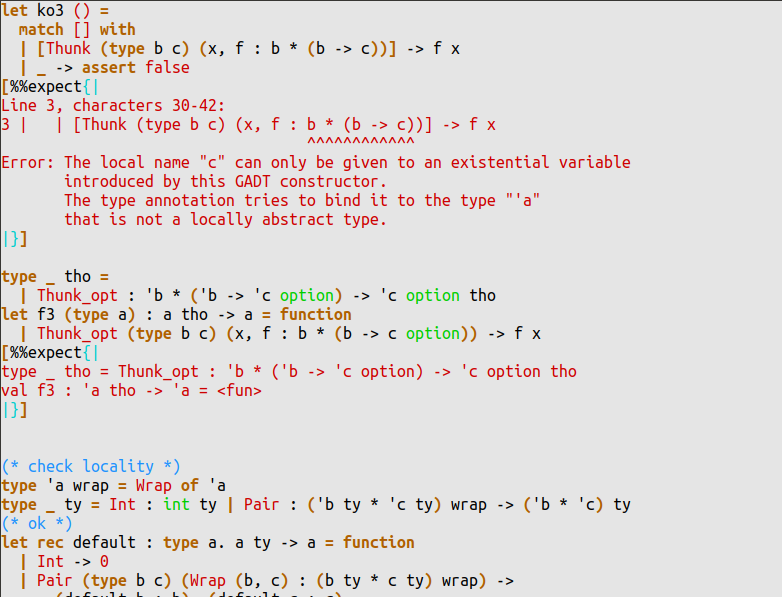 let ko3 () =
  match [] with
  | [Thunk (type b c) (x, f : b * (b -> c))] -> f x
  | _ -> assert false
[%%expect{|
Line 3, characters 30-42:
3 |   | [Thunk (type b c) (x, f : b * (b -> c))] -> f x
                                  ^^^^^^^^^^^^
Error: The local name "c" can only be given to an existential variable
       introduced by this GADT constructor.
       The type annotation tries to bind it to the type "'a"
       that is not a locally abstract type.
|}]

type _ tho =
  | Thunk_opt : 'b * ('b -> 'c option) -> 'c option tho
let f3 (type a) : a tho -> a = function
  | Thunk_opt (type b c) (x, f : b * (b -> c option)) -> f x
[%%expect{|
type _ tho = Thunk_opt : 'b * ('b -> 'c option) -> 'c option tho
val f3 : 'a tho -> 'a = <fun>
|}]

(* check locality *)
type 'a wrap = Wrap of 'a
type _ ty = Int : int ty | Pair : ('b ty * 'c ty) wrap -> ('b * 'c) ty
(* ok *)
let rec default : type a. a ty -> a = function
  | Int -> 0
  | Pair (type b c) (Wrap (b, c) : (b ty * c ty) wrap) ->